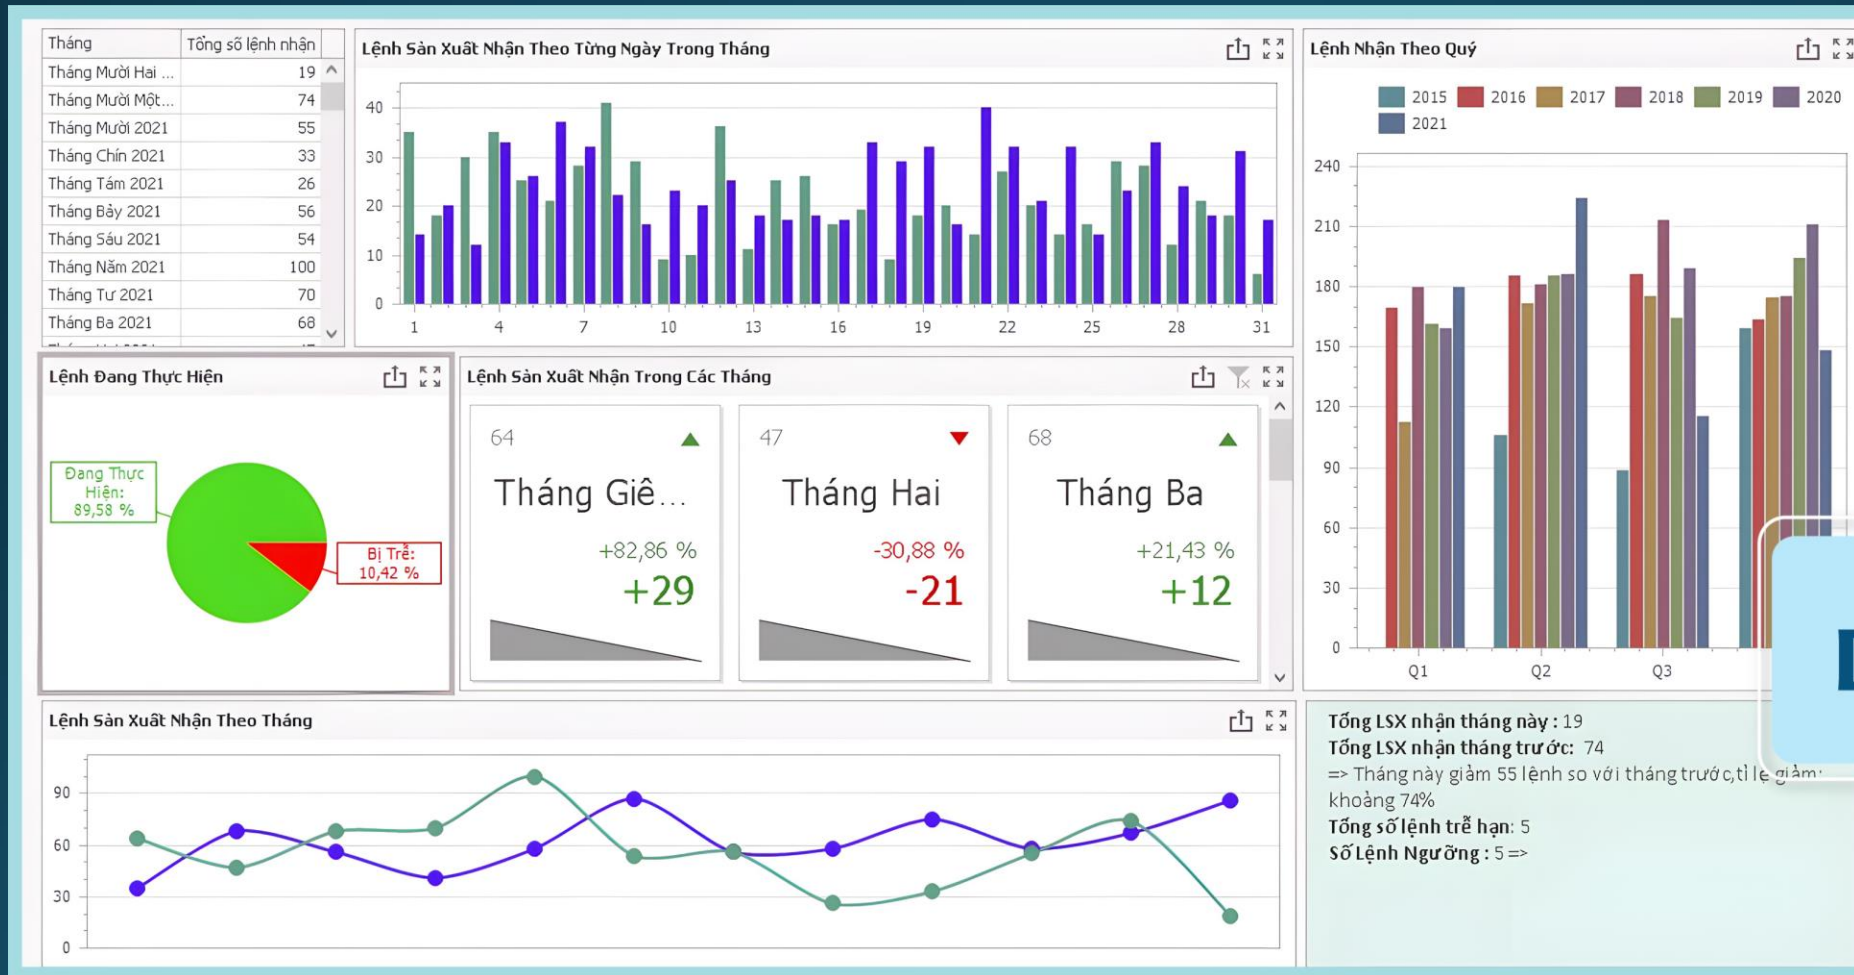 Tháng Tổng số lệnh nhận
Tháng Mười Hai ... 19
Tháng Mười Một... 74
Tháng Mười 2021 55
Tháng Chín 2021 33
Tháng Tám 2021 26
Tháng Bảy 2021 56
Tháng Sáu 2021 54
Tháng Năm 2021 100
Tháng Tư 2021 70
Tháng Ba 2021 68
Lệnh Sản Xuất Nhận Theo Từng Ngày Trong Tháng
40
30
20
10
0
1 4 7 10 13 16 19 22 25 28 31
Lệnh Nhận Theo Quý
2015 2016 2017 2018 2019 2020
2021
240
210
180
150
120
90
60
30
0
Q1 Q2 Q3
Lệnh Đang Thực Hiện
Đang Thực
Hiện:
89,58 %
Bị Trễ:
10,42 %
Lệnh Sản Xuất Nhận Trong Các Tháng
64
Tháng Giê...
+82,86 %
+29
47
Tháng Hai
-30,88 %
-21
68
Tháng Ba
+21,43 %
+12
Lệnh Sản Xuất Nhận Theo Tháng
90
60
30
0
Tổng LSX nhận tháng này : 19
Tổng LSX nhận tháng trước: 74
=> Tháng này giảm 55 lệnh so với tháng trước,tỉ lệ giảm:
khoảng 74%
Tổng số lệnh trễ hạn: 5
Số Lệnh Ngưỡng : 5 =>